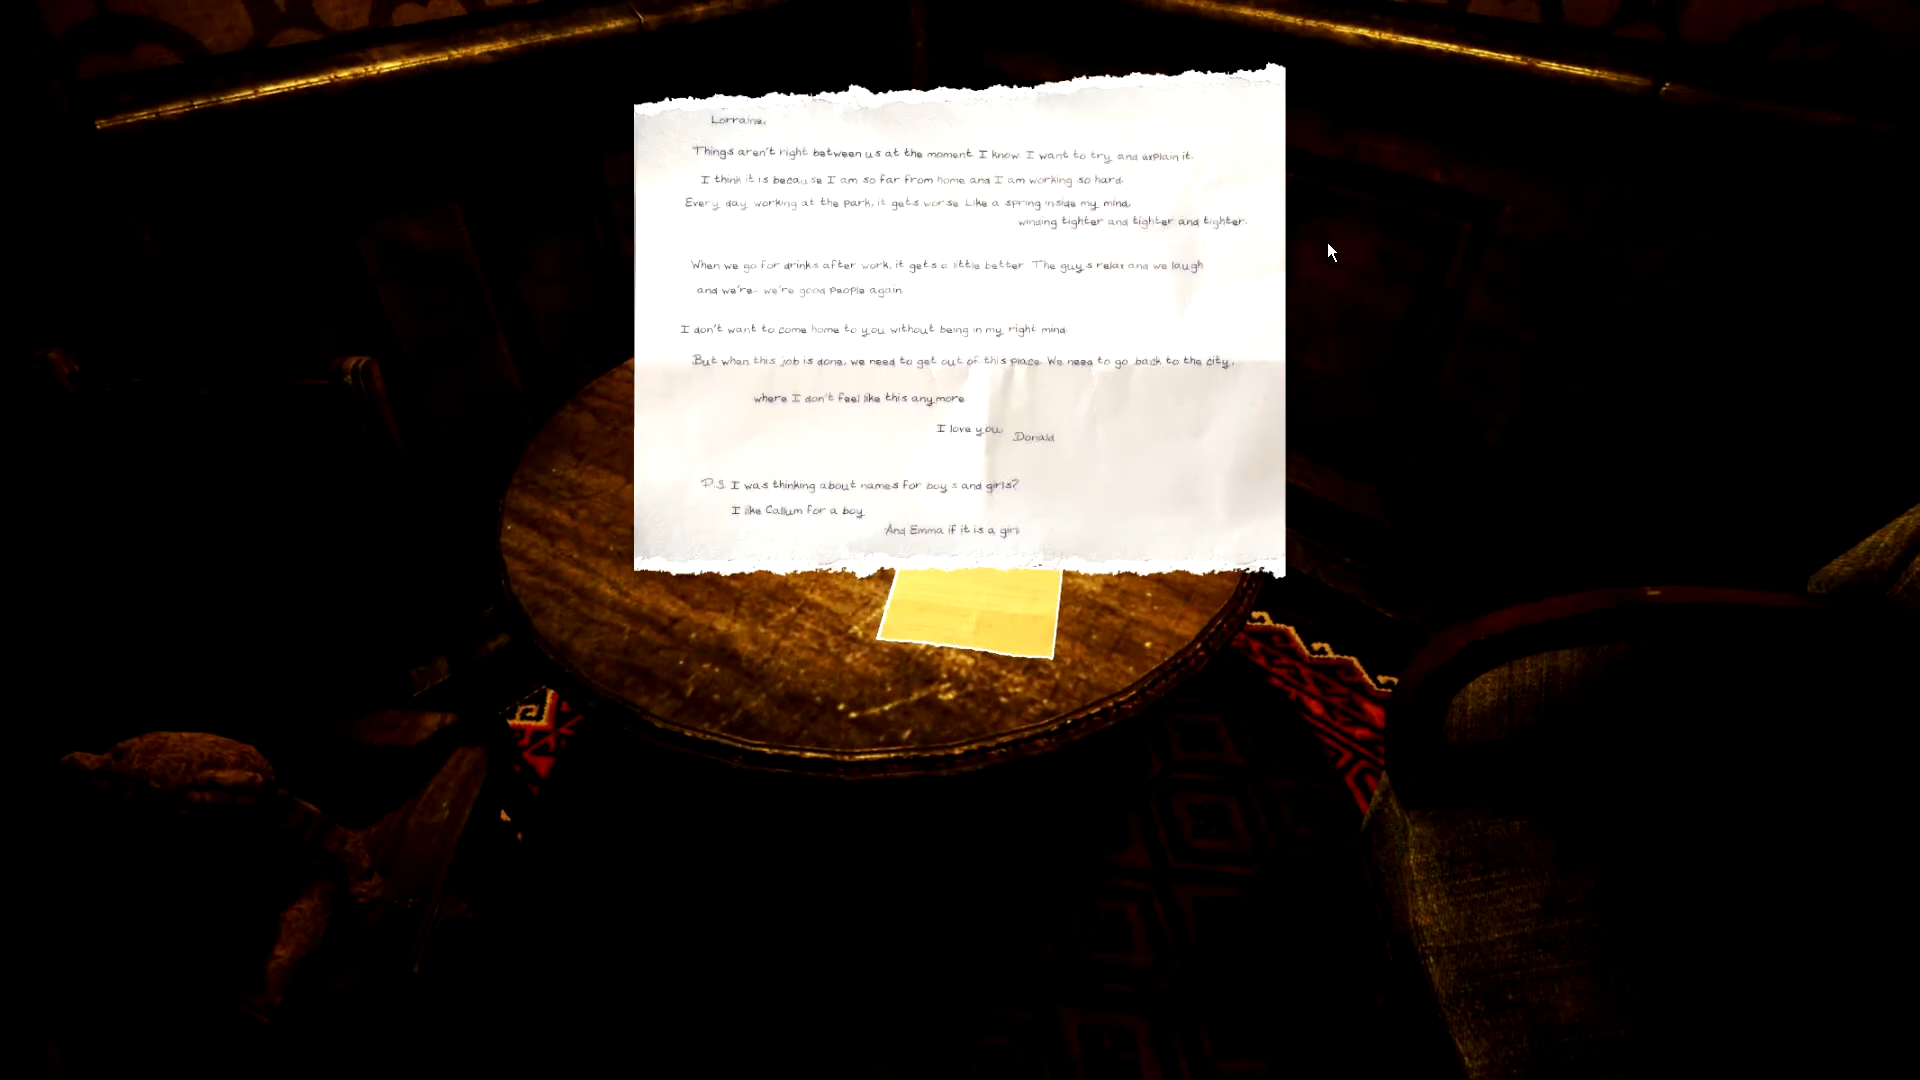 Lorraine,
Things aren't right between us at the moment I know I want to try and explain it.
I think it is because I am so far from home and I am working so hard.
Every day, working at the park, it gets worse Like a spring inside my mind,
winding tighter and tighter and tighter.
When we go for drinks after work, it gets a little better The guys relax and we laugh
and we're- we're good people again
I don't want to come home to you without being in my right mind.
But when this job is done, we need to get out of this place. We need to go back to the city,
where I don't feel like this anymore
I love you,
Donald
P.S. I was thinking about names for boys and girls?
I like Callum for a boy
And Emma if it is a girl